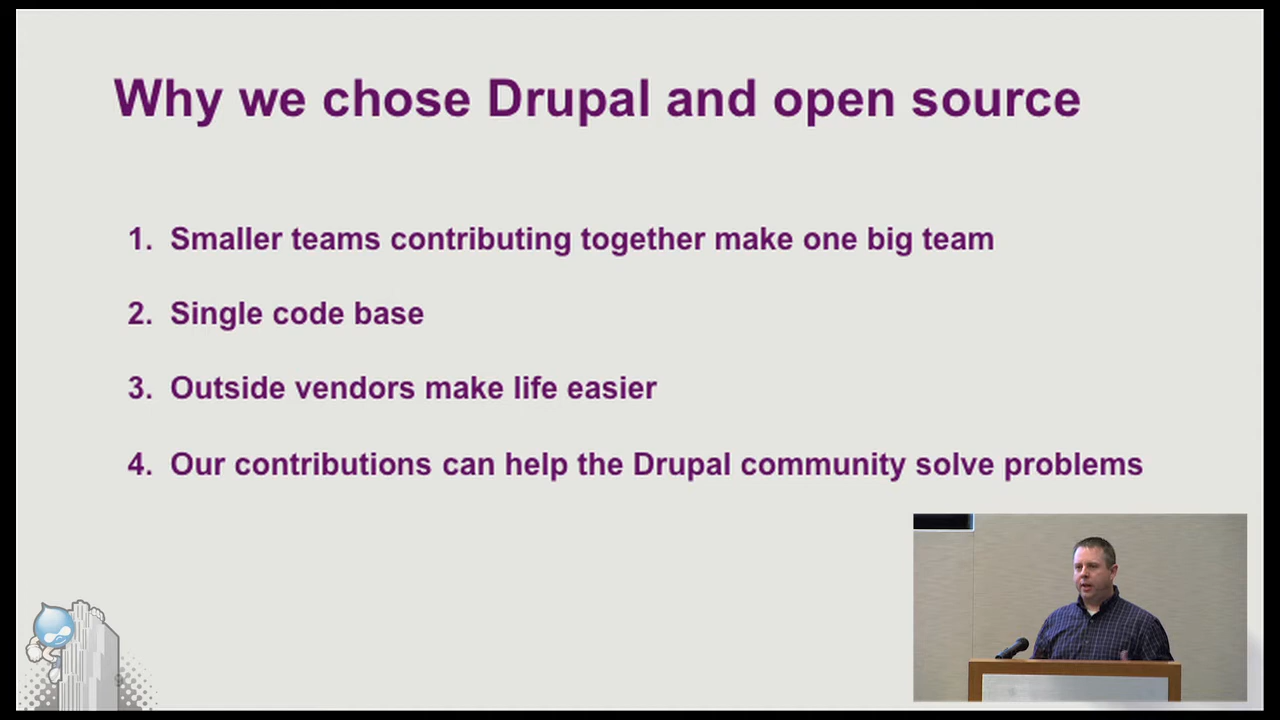 Why we chose Drupal and open source
1. Smaller teams contributing together make one big team
2. Single code base
3. Outside vendors make life easier
4. Our contributions can help the Drupal community solve problems